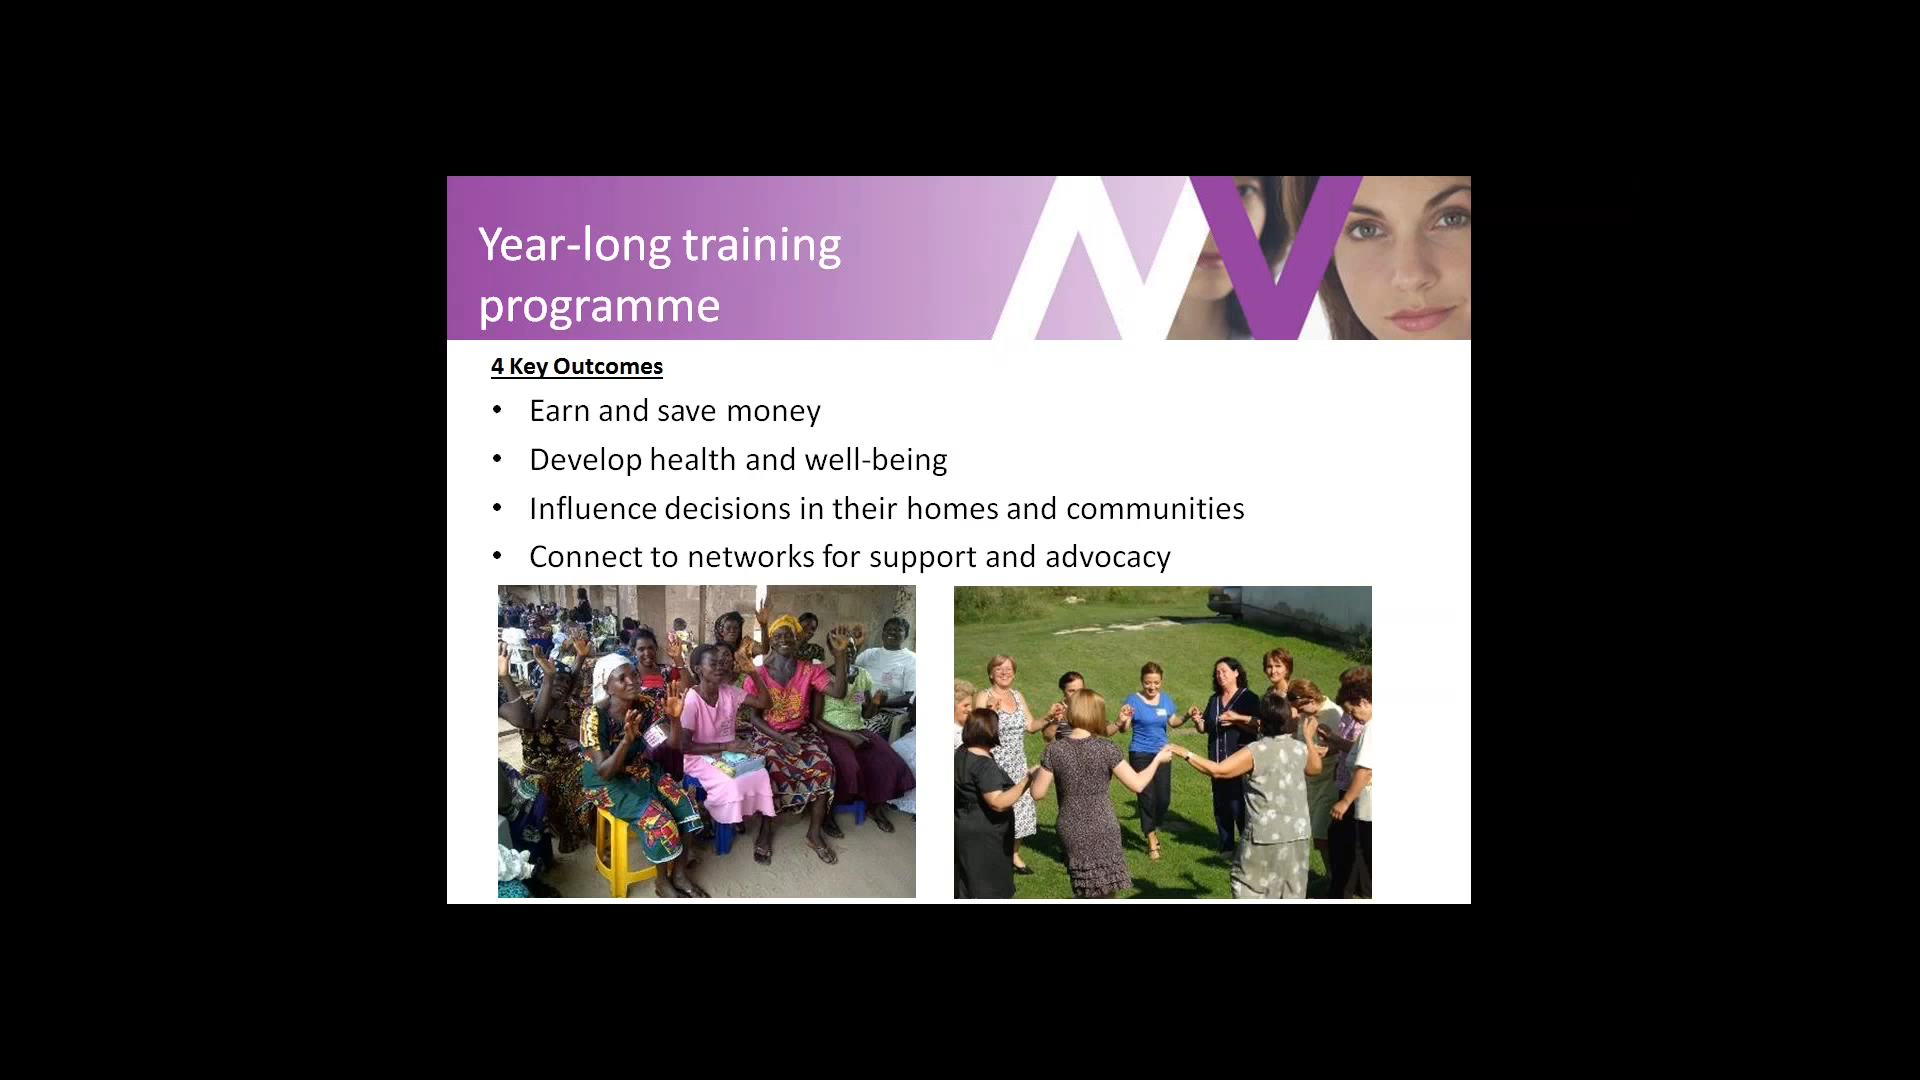 Year-long training
programme
4 Key Outcomes
• Earn and save money
• Develop health and well-being
• Influence decisions in their homes and communities
• Connect to networks for support and advocacy